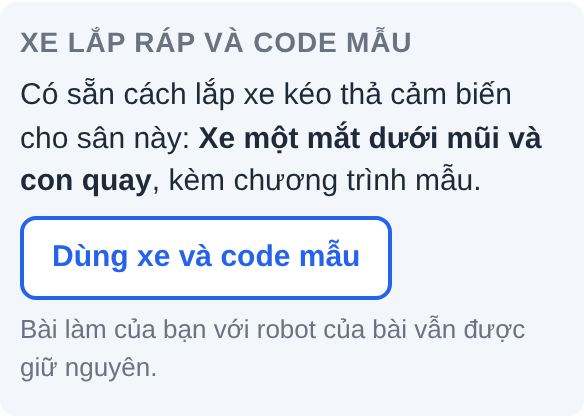 XE LẮP RÁP VÀ CODE MẪU
Có sẵn cách lắp xe kéo thả cảm biến
cho sân này: Xe một mắt dưới mũi và
con quay, kèm chương trình mẫu.
Dùng xe và code mẫu
Bài làm của bạn với robot của bài vẫn được
giữ nguyên.